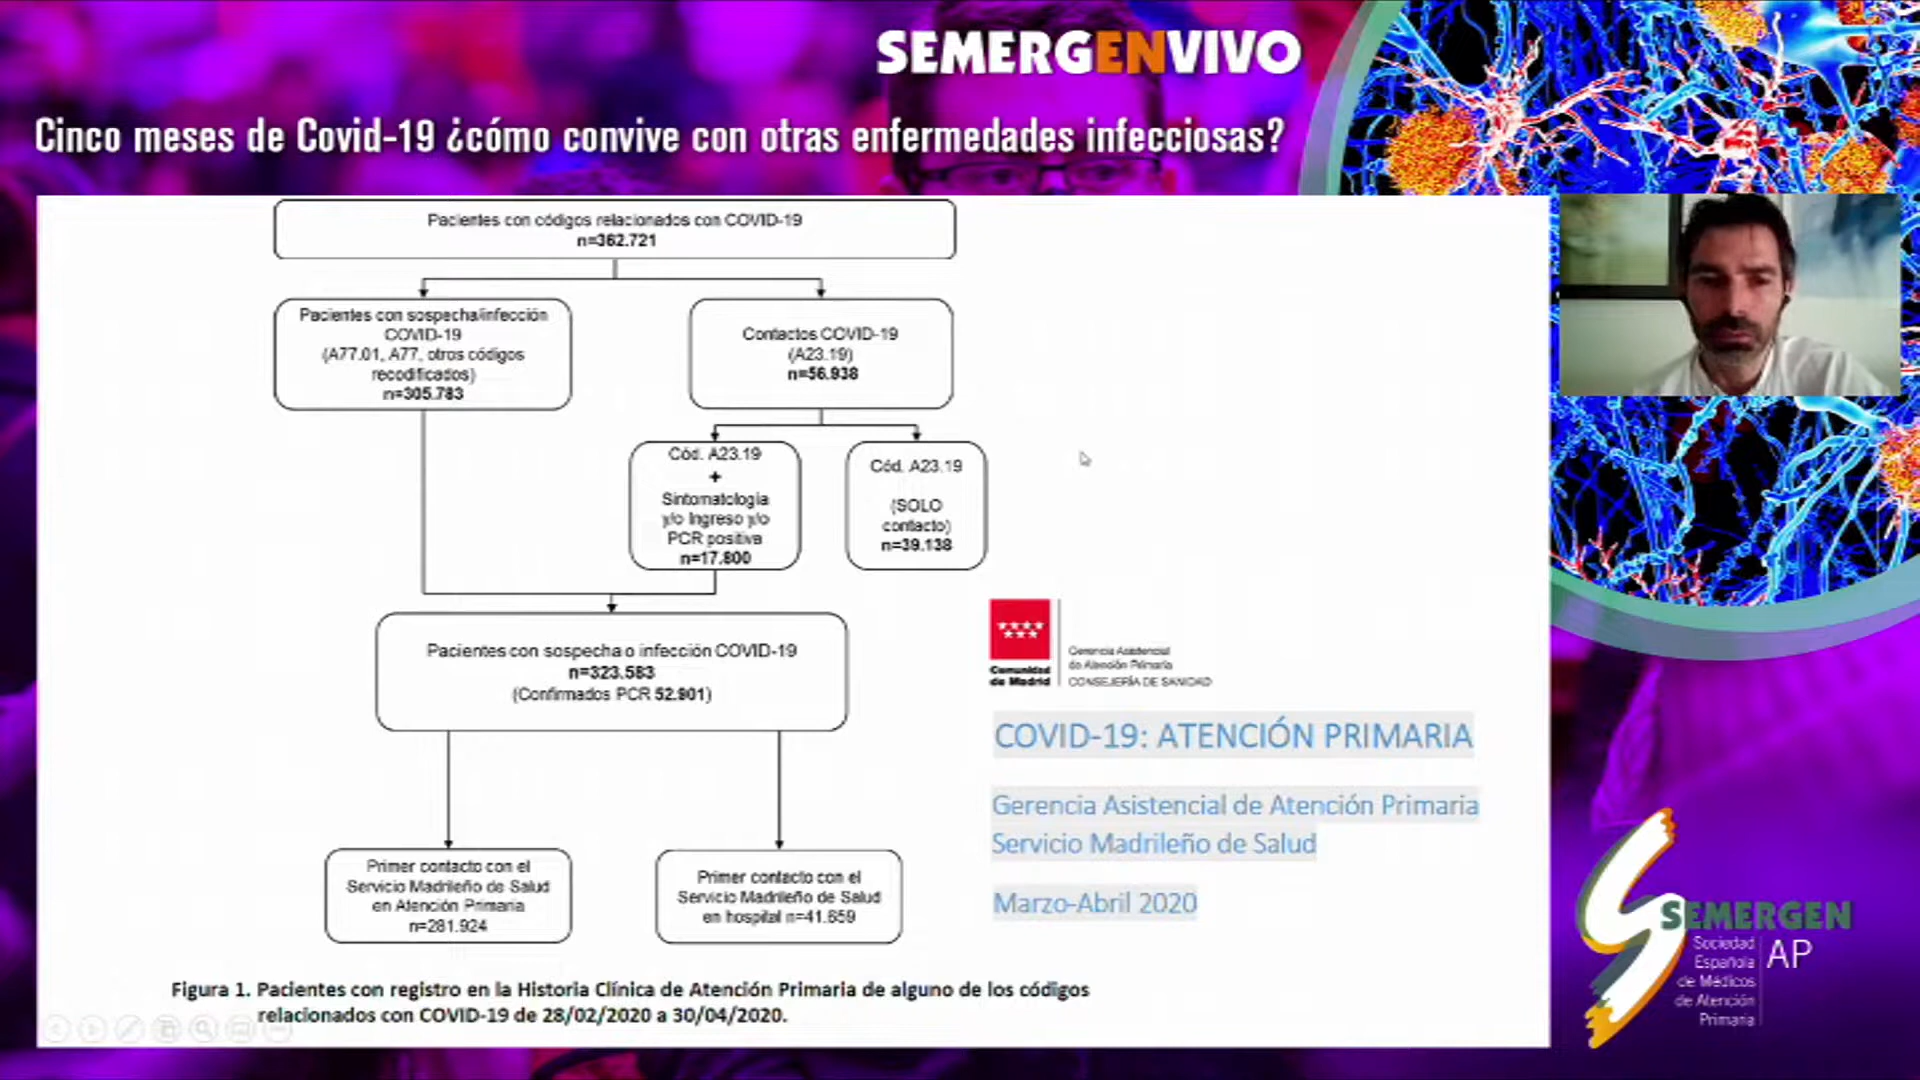 SEMERGENVIVO
Cinco meses de Covid-19 ¿cómo convive con otras enfermedades infecciosas?
Pacientes con códigos relacionados con COVID-19
n=362.721
Pacientes con sospecha/infección
COVID-19
(A77.01, A77, otros códigos
recodificados)
n=305.783
Contactos COVID-19
(A23.19)
n=56.938
Cód. A23.19
+
Sintomatología
y/o Ingreso y/o
PCR positiva
n=17.800
Cód. A23.19
(SOLO
contacto)
n=39.138
Pacientes con sospecha o infección COVID-19
n=323.583
(Confirmados PCR 52.901)
Primer contacto con el
Servicio Madrileño de Salud
en Atención Primaria
n=281.924
Primer contacto con el
Servicio Madrileño de Salud
en hospital n=41.659
Comunidad
de Madrid
Gerencia Asistencial
de Atención Primaria
CONSEJERÍA DE SANIDAD
COVID-19: ATENCIÓN PRIMARIA
Gerencia Asistencial de Atención Primaria
Servicio Madrileño de Salud
Marzo-Abril 2020
Figura 1. Pacientes con registro en la Historia Clínica de Atención Primaria de alguno de los códigos
relacionados con COVID-19 de 28/02/2020 a 30/04/2020.
SEMERGEN
AP
Sociedad
Española
de Médicos
de Atención
Primaria